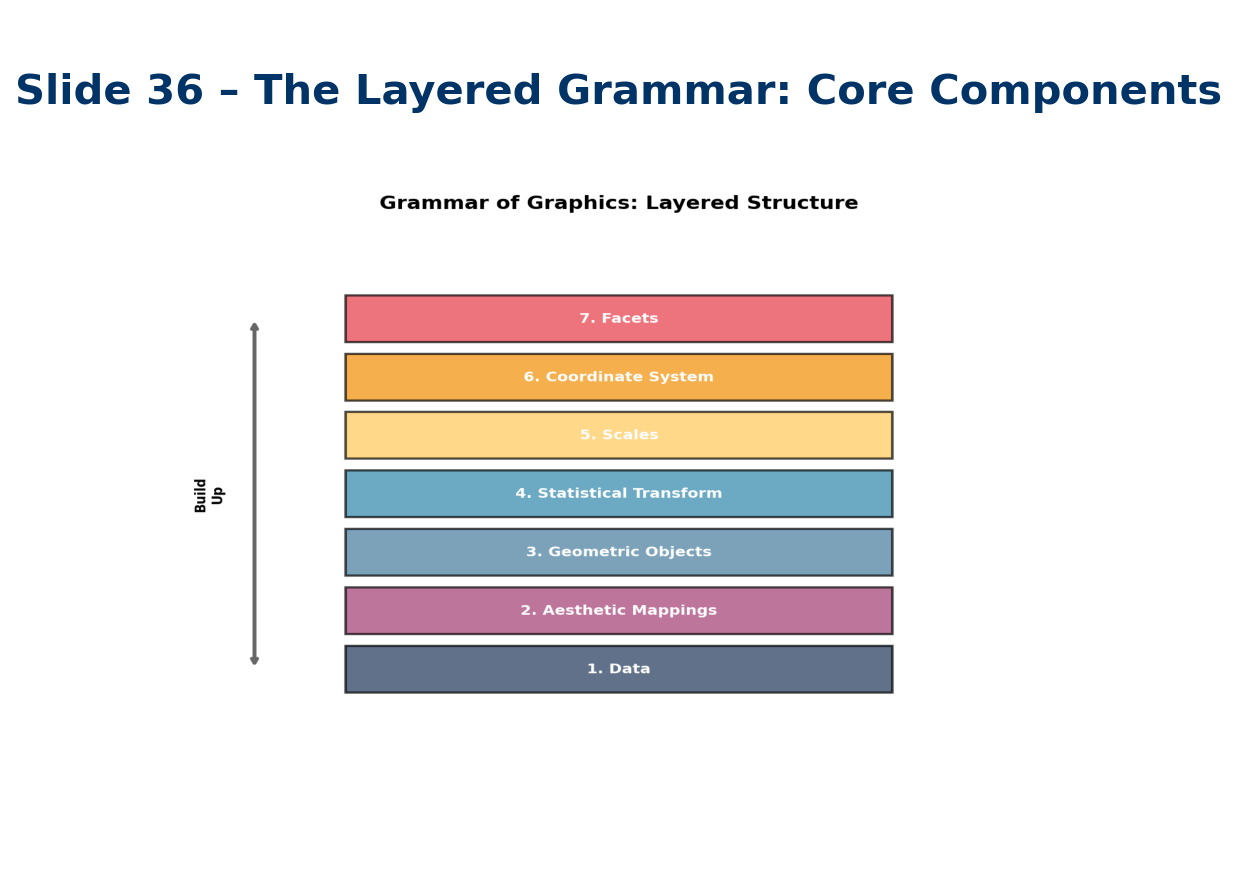 Slide 36 – The Layered Grammar: Core Components
Grammar of Graphics: Layered Structure
7. Facets
6. Coordinate System
5. Scales
4. Statistical Transform
3. Geometric Objects
2. Aesthetic Mappings
1. Data
Build
Up